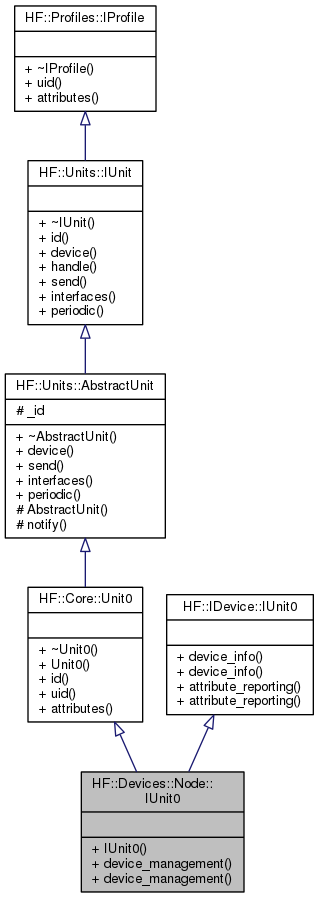 HF::Profiles::IProfile
+ ~IProfile()
+ uid()
+ attributes()
HF::Units::IUnit
+ ~IUnit()
+ id()
+ device()
+ handle()
+ send()
+ interfaces()
+ periodic()
HF::Units::AbstractUnit
# _id
+ ~AbstractUnit()
+ device()
+ send()
+ interfaces()
+ periodic()
# AbstractUnit()
# notify()
HF::Core::Unit0
+ ~Unit0()
+ Unit0()
+ id()
+ uid()
+ attributes()
HF::IDevice::IUnit0
+ device_info()
+ device_info()
+ attribute_reporting()
+ attribute_reporting()
HF::Devices::Node::
IUnit0
+ IUnit0()
+ device_management()
+ device_management()